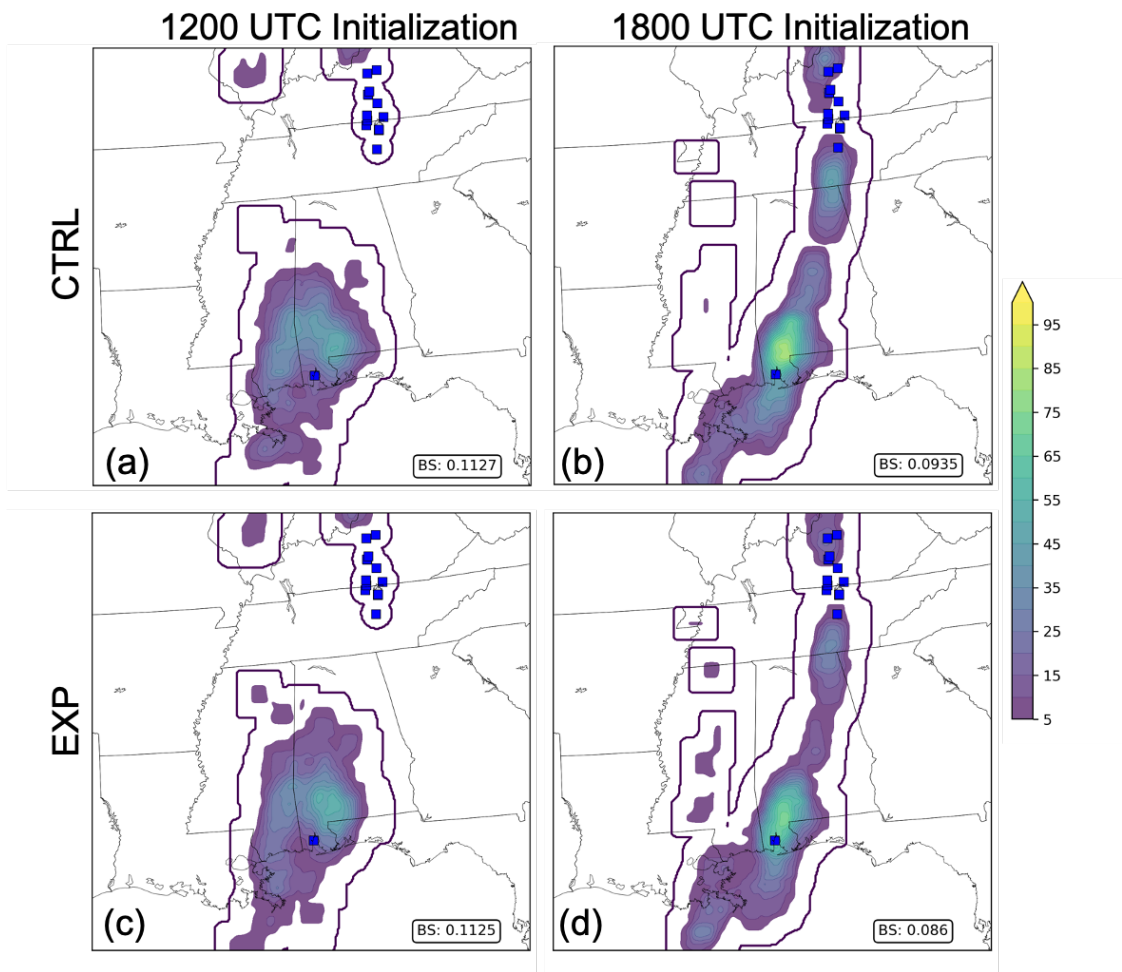 1200 UTC Initialization
1800 UTC Initialization
CTRL
(a)
BS: 0.1127
(b)
BS: 0.0935
EXP
(c)
BS: 0.1125
(d)
BS: 0.086
95
85
75
65
55
45
35
25
15
5